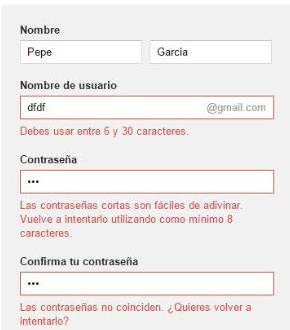 Nombre
Pepe Garcia
Nombre de usuario
dfdf @gmail.com
Debes usar entre 6 y 30 caracteres.
Contraseña
•••
Las contraseñas cortas son fáciles de adivinar.
Vuelve a intentarlo utilizando como mínimo 8
caracteres.
Confirma tu contraseña
•••
Las contraseñas no coinciden. ¿Quieres volver a
intentarlo?